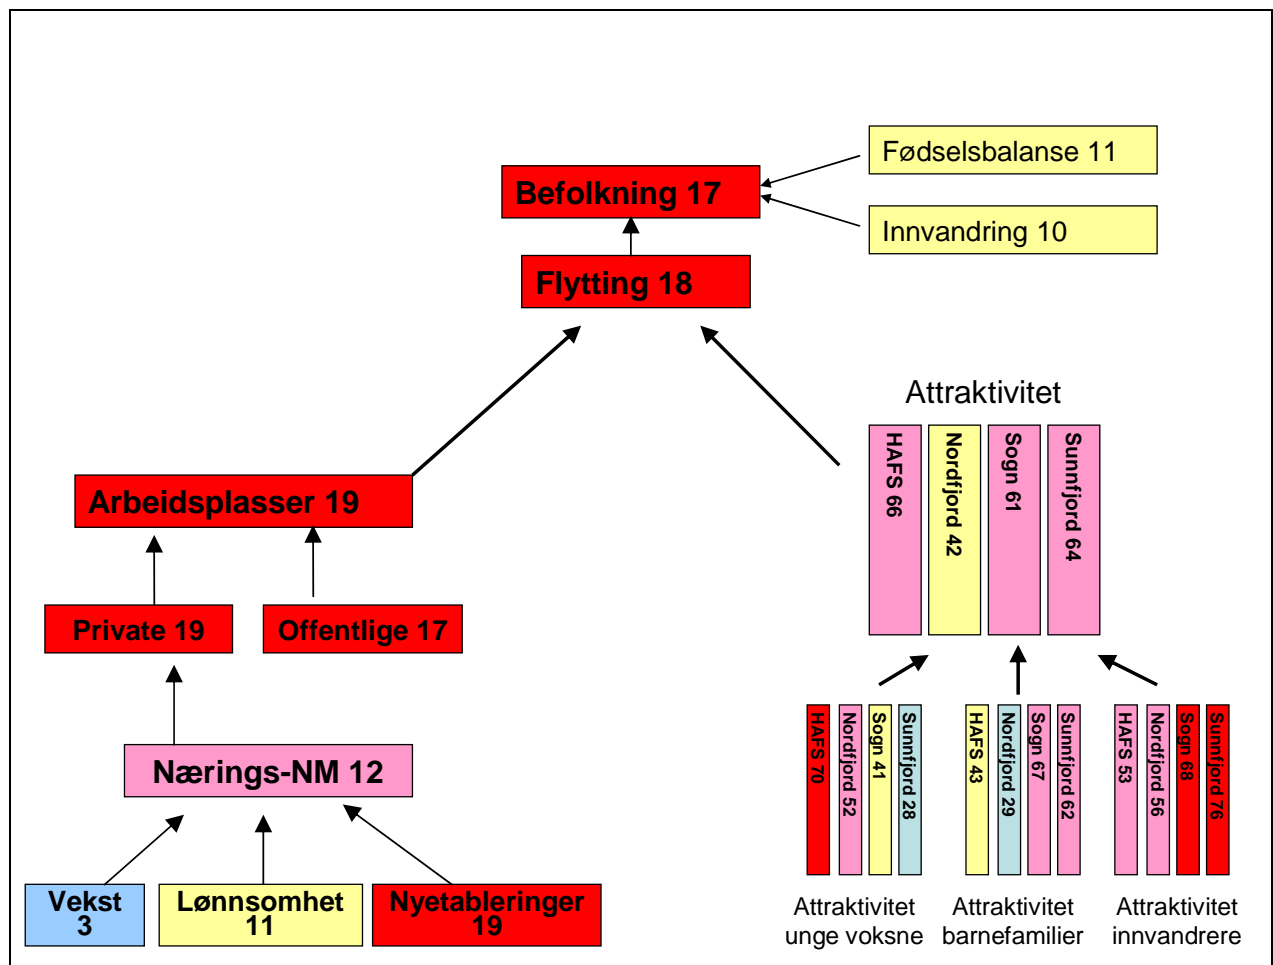 Fødselsbalanse 11
Befolkning 17
Innvandring 10
Flytting 18
Attraktivitet
HAFS 66
Nordfjord 42
Sogn 61
Sunnfjord 64
Arbeidsplasser 19
Private 19
Offentlige 17
Nærings-NM 12
HAFS 70
Nordfjord 52
Sogn 41
Sunnfjord 28
HAFS 43
Nordfjord 29
Sogn 67
Sunnfjord 62
HAFS 53
Nordfjord 56
Sogn 68
Sunnfjord 76
Vekst
3
Lønnsomhet
11
Nyetableringer
19
Attraktivitet
unge voksne
Attraktivitet
barnefamilier
Attraktivitet
innvandrere